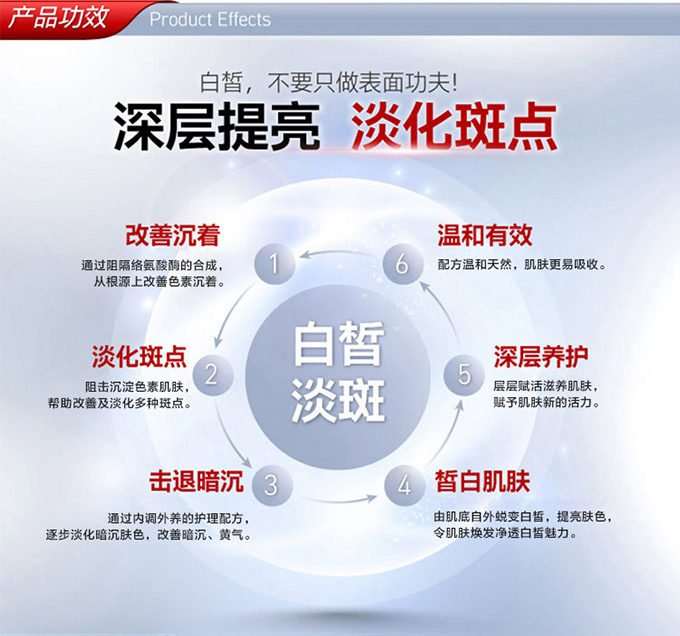 产品功效 Product Effects
白皙，不要只做表面功夫！
深层提亮 淡化斑点
改善沉着
通过阻隔络氨酸酶的合成，
从根源上改善色素沉着。
1
6
温和有效
配方温和天然，肌肤更易吸收。
淡化斑点
阻击沉淀色素肌肤，
帮助改善及淡化多种斑点。
2
白皙
淡斑
5
深层养护
层层赋活滋养肌肤，
赋予肌肤新的活力。
击退暗沉
通过内调外养的护理配方，
逐步淡化暗沉肤色，改善暗沉、黄气。
3
4
皙白肌肤
由肌底自外蜕变白皙，提亮肤色，
令肌肤焕发净透白皙魅力。